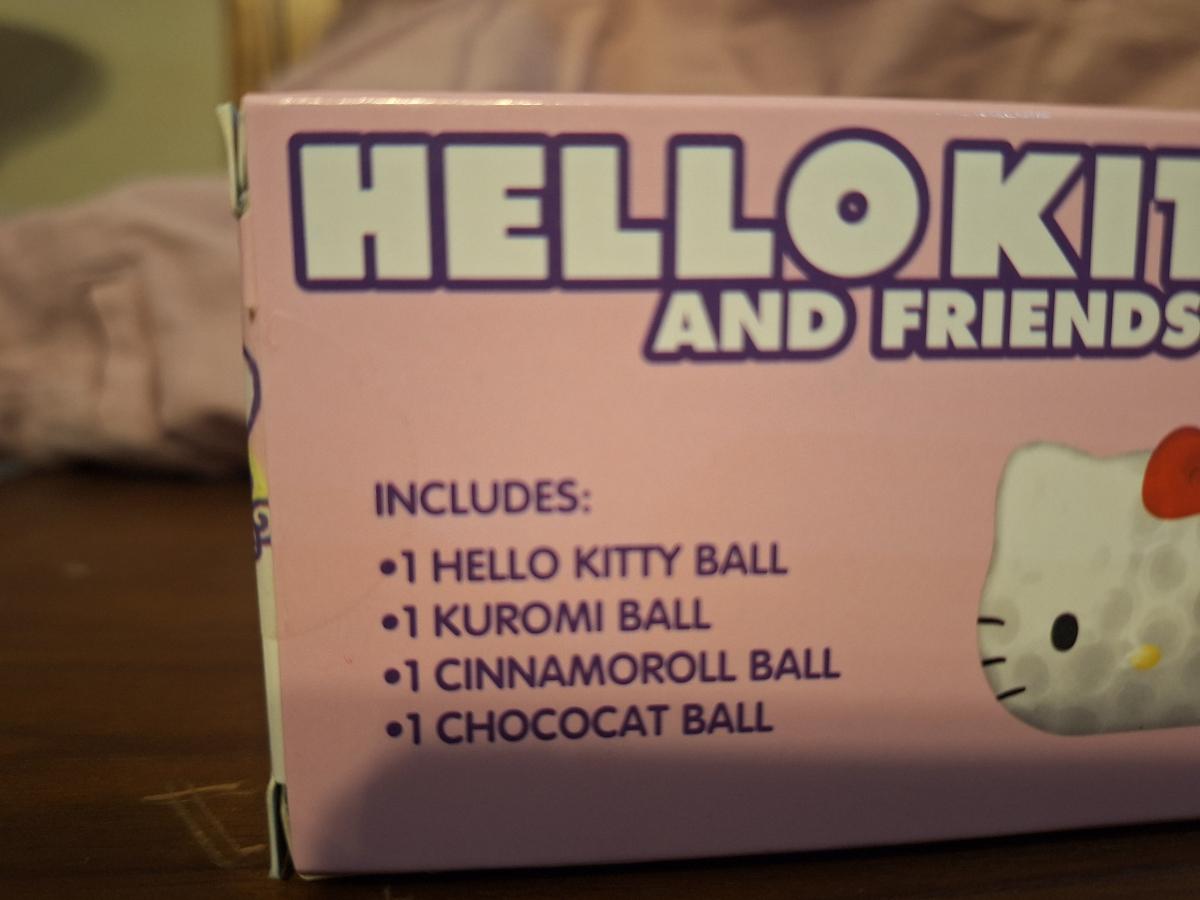 HELLO KIT
AND FRIENDS
INCLUDES:
•1 HELLO KITTY BALL
•1 KUROMI BALL
•1 CINNAMOROLL BALL
•1 CHOCOCAT BALL